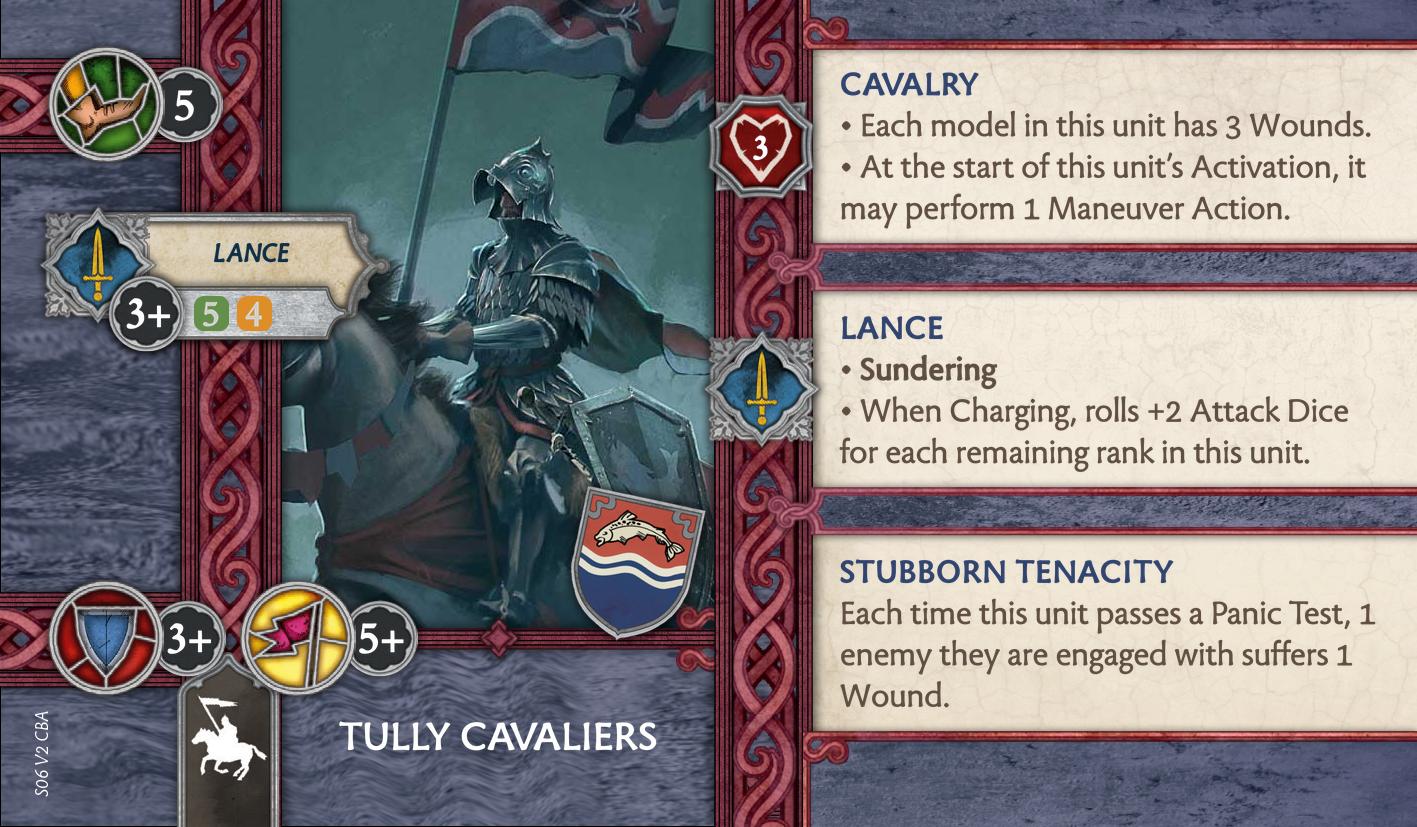 5
LANCE
3+
5 4
3+
5+
TULLY CAVALIERS
S06 V2 CBA
3
CAVALRY
• Each model in this unit has 3 Wounds.
• At the start of this unit's Activation, it
may perform 1 Maneuver Action.
LANCE
• Sundering
• When Charging, rolls +2 Attack Dice
for each remaining rank in this unit.
STUBBORN TENACITY
Each time this unit passes a Panic Test, 1
enemy they are engaged with suffers 1
Wound.